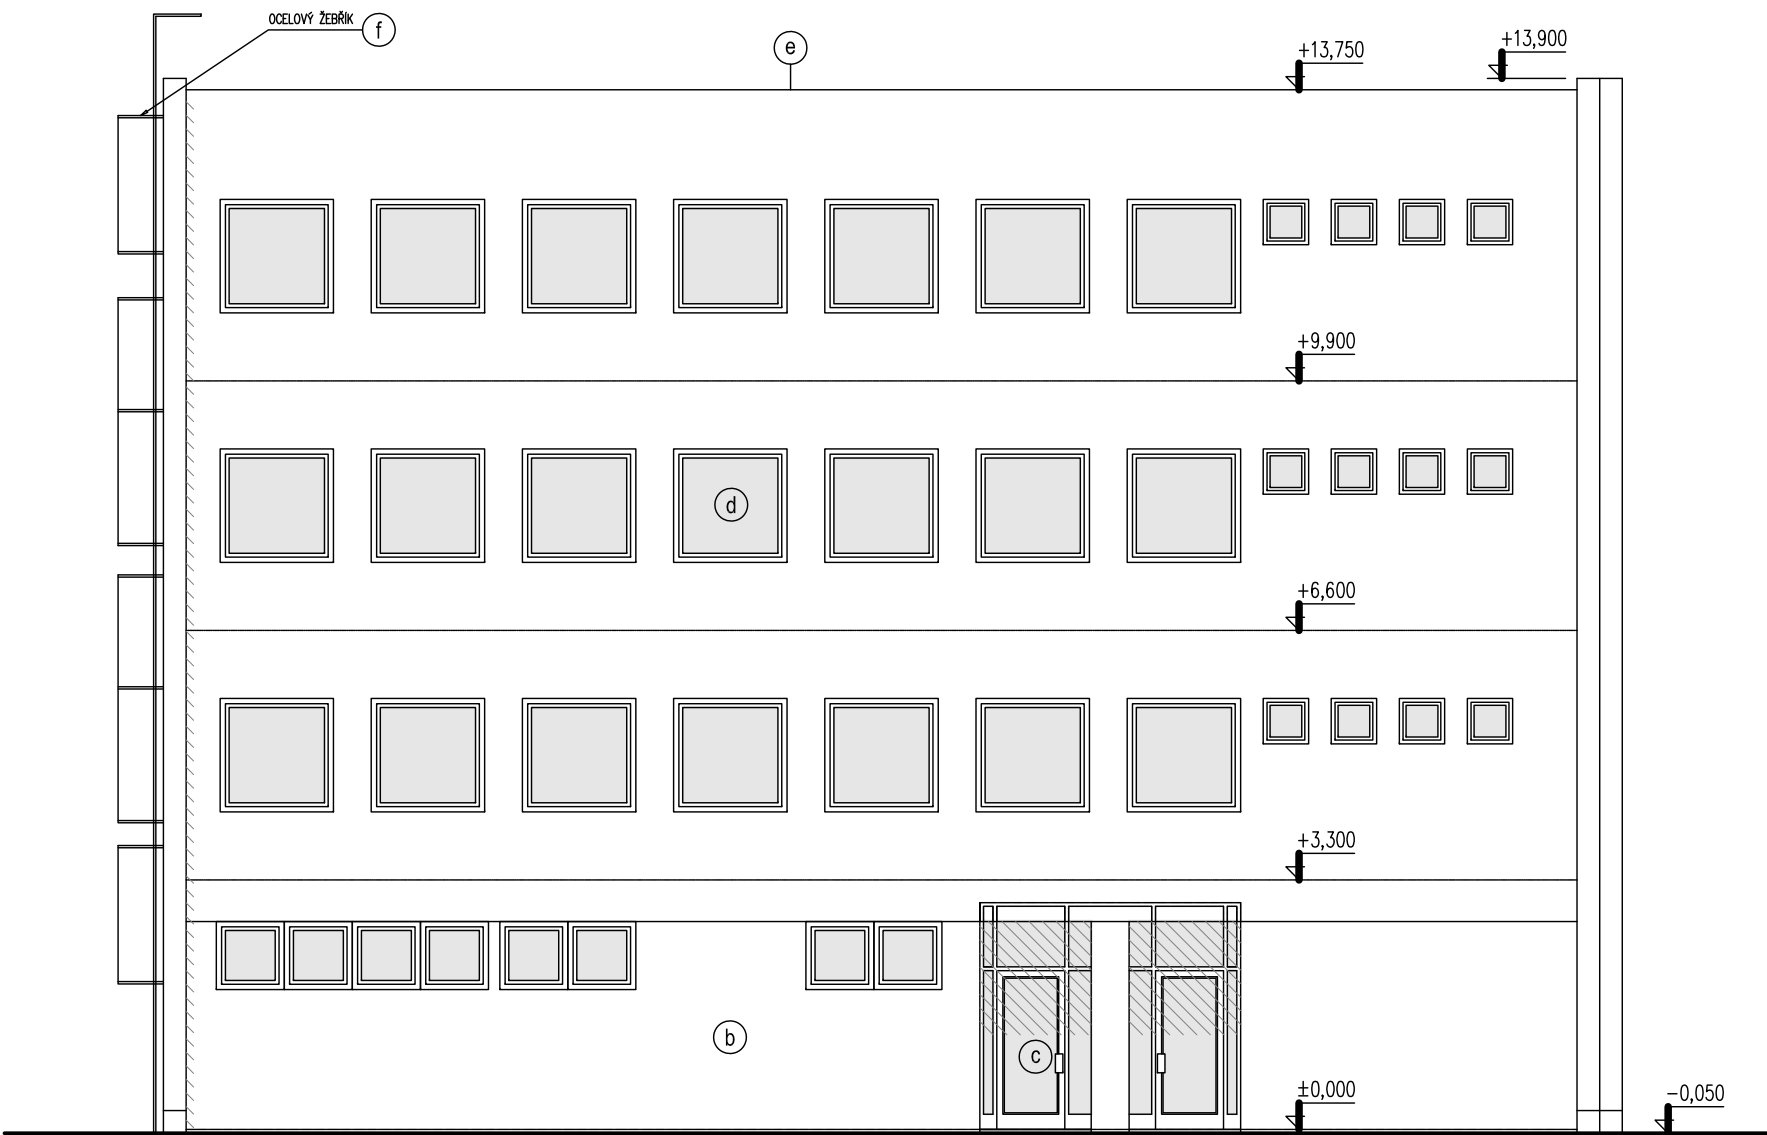 OCELOVÝ ŽEBŘÍK
f
e
+13,750
+13,900
+9,900
d
+6,600
+3,300
b
c
±0,000
-0,050